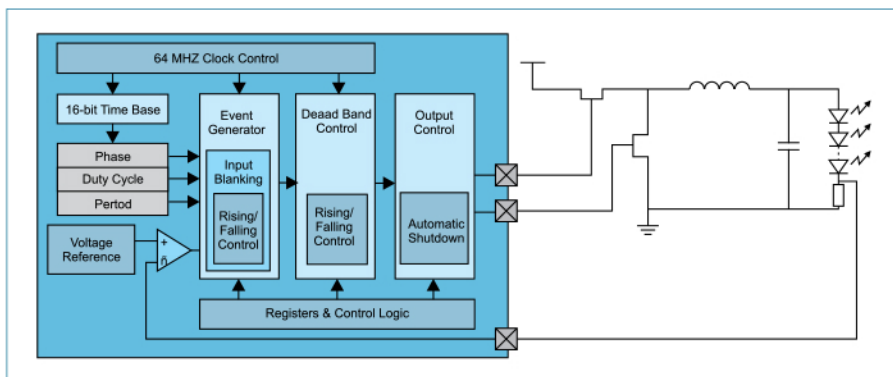 64 MHZ Clock Control
16-bit Time Base
Event
Generator
Deaad Band
Control
Output
Control
Phase
Duty Cycle
Pertod
Input
Blanking
Rising/
Falling
Control
Rising/
Falling
Control
Automatic
Shutdown
Voltage
Reference
+
ñ
Registers & Control Logic